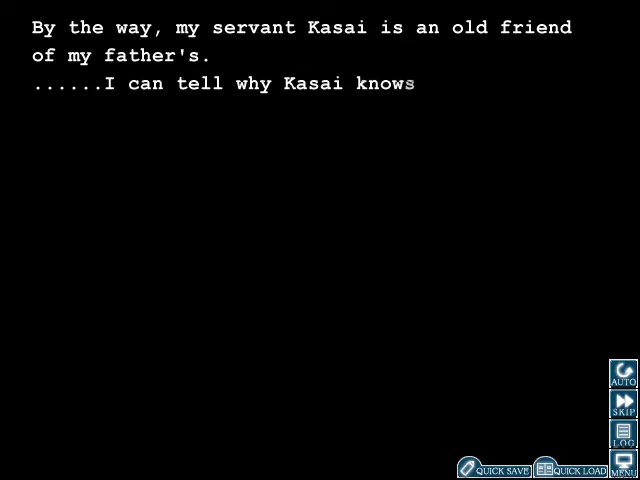 By the way, my servant Kasai is an old friend
of my father's.
......I can tell why Kasai knows
AUTO
SKIP
LOG
QUICK SAVE
QUICK LOAD
MENU